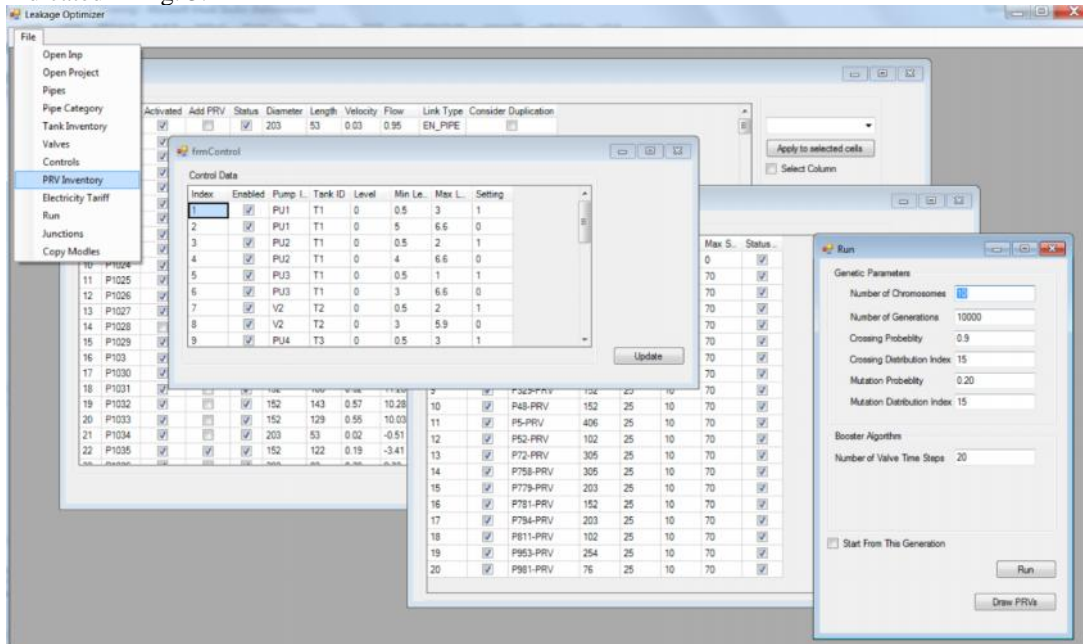 Leakage Optimizer
File
Open Inp
Open Project
Pipes
Pipe Category
Tank Inventory
Valves
Controls
PRV Inventory
Electricity Tariff
Run
Junctions
Copy Modles
Activated Add PRV Status Diameter Length Velocity Flow Link Type Consider Duplication
203 53 0.03 0.95 EN_PIPE
Apply to selected cells
Select Column
frmControl
Control Data
Index Enabled Pump I... Tank ID Level Min Le... Max L... Setting
1 PU1 T1 0 0.5 3 1
2 PU1 T1 0 5 6.6 0
3 PU2 T1 0 0.5 2 1
4 PU2 T1 0 4 6.6 0
5 PU3 T1 0 0.5 1 1
6 PU3 T1 0 3 6.6 0
7 V2 T2 0 0.5 2 1
8 V2 T2 0 3 5.9 0
9 PU4 T3 0 0.5 3 1
Update
10 P1024
11 P1025
12 P1026
13 P1027
14 P1028
15 P1029
16 P103
17 P1030
18 P1031
19 P1032 152 143 0.57 10.28
20 P1033 152 129 0.55 10.03
21 P1034 203 53 0.02 -0.51
22 P1035 152 122 0.19 -3.41
Max S... Status...
0
70
70
70
70
70
70
70
9 P329-PRV 152 25 10 70
10 P48-PRV 152 25 10 70
11 P5-PRV 406 25 10 70
12 P52-PRV 102 25 10 70
13 P72-PRV 305 25 10 70
14 P758-PRV 305 25 10 70
15 P779-PRV 203 25 10 70
16 P781-PRV 152 25 10 70
17 P794-PRV 203 25 10 70
18 P811-PRV 102 25 10 70
19 P953-PRV 254 25 10 70
20 P981-PRV 76 25 10 70
Run
Genetic Parameters
Number of Chromosomes 10
Number of Generations 10000
Crossing Probeblity 0.9
Crossing Distribution Index 15
Mutation Probeblity 0.20
Mutation Distribution Index 15
Booster Algorithm
Number of Valve Time Steps 20
Start From This Generation
Run
Draw PRVs